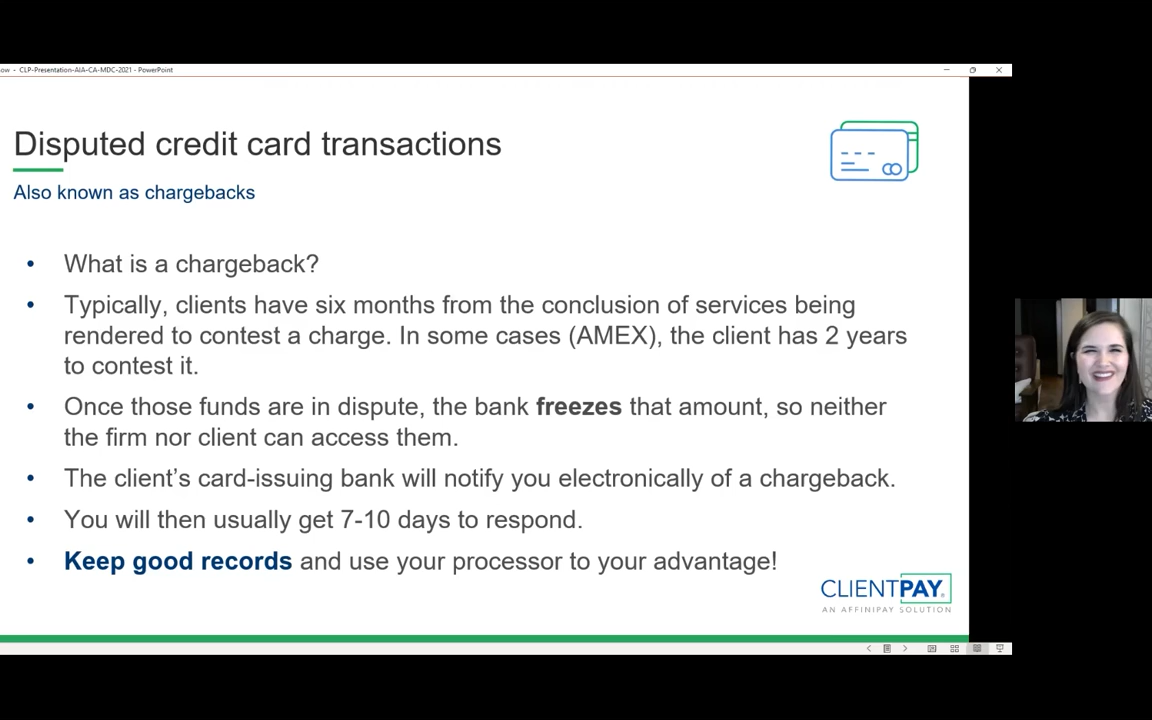 ow - CLP-Presentation-AIA-CA-MDC-2021 - PowerPoint
Disputed credit card transactions
Also known as chargebacks
• What is a chargeback?
• Typically, clients have six months from the conclusion of services being
rendered to contest a charge. In some cases (AMEX), the client has 2 years
to contest it.
• Once those funds are in dispute, the bank freezes that amount, so neither
the firm nor client can access them.
• The client’s card-issuing bank will notify you electronically of a chargeback.
• You will then usually get 7-10 days to respond.
• Keep good records and use your processor to your advantage!
CLIENTPAY®
AN AFFINIPAY SOLUTION